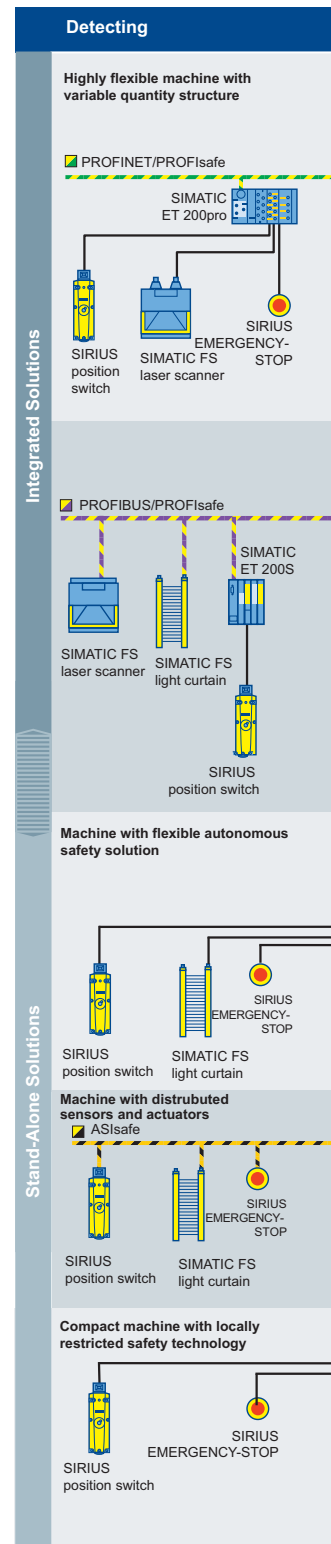 Detecting
Highly flexible machine with
variable quantity structure
PROFINET/PROFIsafe
SIMATIC
ET 200pro
SIRIUS
position
switch
SIMATIC FS
laser scanner
SIRIUS
EMERGENCY-
STOP
Integrated Solutions
PROFIBUS/PROFIsafe
SIMATIC
ET 200S
SIMATIC FS
laser scanner
SIMATIC FS
light curtain
SIRIUS
position switch
Machine with flexible autonomous
safety solution
SIRIUS
position switch
SIMATIC FS
light curtain
SIRIUS
EMERGENCY-
STOP
Stand-Alone Solutions
Machine with distrubuted
sensors and actuators
ASIsafe
SIRIUS
position switch
SIMATIC FS
light curtain
SIRIUS
EMERGENCY-
STOP
Compact machine with locally
restricted safety technology
SIRIUS
position switch
SIRIUS
EMERGENCY-STOP